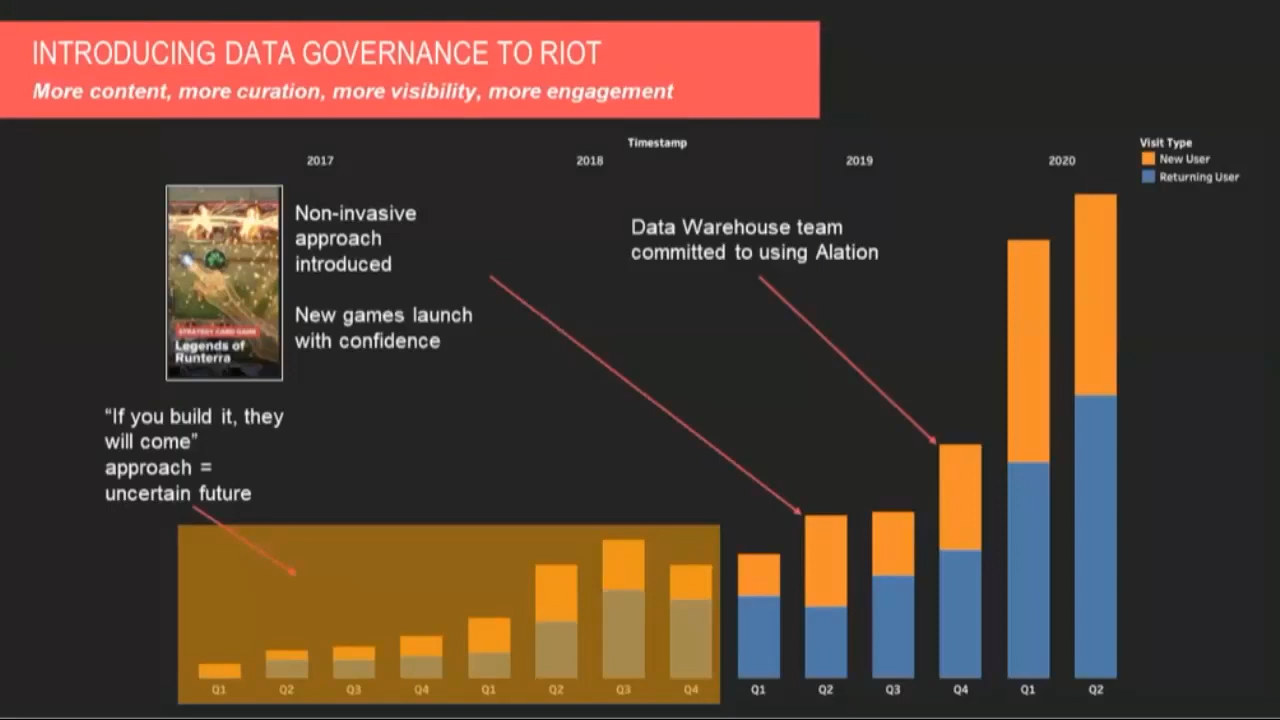 INTRODUCING DATA GOVERNANCE TO RIOT
More content, more curation, more visibility, more engagement
Timestamp
2017 2018 2019 2020
Visit Type
New User
Returning User
Non-invasive
approach
introduced
New games launch
with confidence
STRATEGY CARD GAME
Legends of
Runterra
Data Warehouse team
committed to using Alation
“If you build it, they
will come”
approach =
uncertain future
Q1 Q2 Q3 Q4 Q1 Q2 Q3 Q4 Q1 Q2 Q3 Q4 Q1 Q2